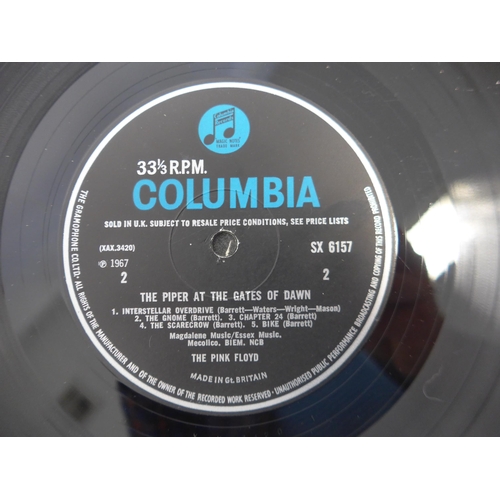 MAGIC NOTES
TRADE MARK
33⅓ R.P.M.
COLUMBIA
SOLD IN U.K. SUBJECT TO RESALE PRICE CONDITIONS, SEE PRICE LISTS
(XAX.3420)
SX 6157
℗ 1967
2
2
THE PIPER AT THE GATES OF DAWN
1. INTERSTELLAR OVERDRIVE (Barrett—Waters—Wright—Mason)
2. THE GNOME (Barrett). 3. CHAPTER 24 (Barrett)
4. THE SCARECROW (Barrett). 5. BIKE (Barrett)
Magdalene Music/Essex Music,
Mecolico, BIEM, NCB
THE PINK FLOYD
MADE IN Gt. BRITAIN
THE GRAMOPHONE CO. LTD. · ALL RIGHTS OF THE MANUFACTURER AND OF THE OWNER OF THE RECORDED WORK RESERVED · UNAUTHORISED PUBLIC PERFORMANCE BROADCASTING AND COPYING OF THIS RECORD PROHIBITED